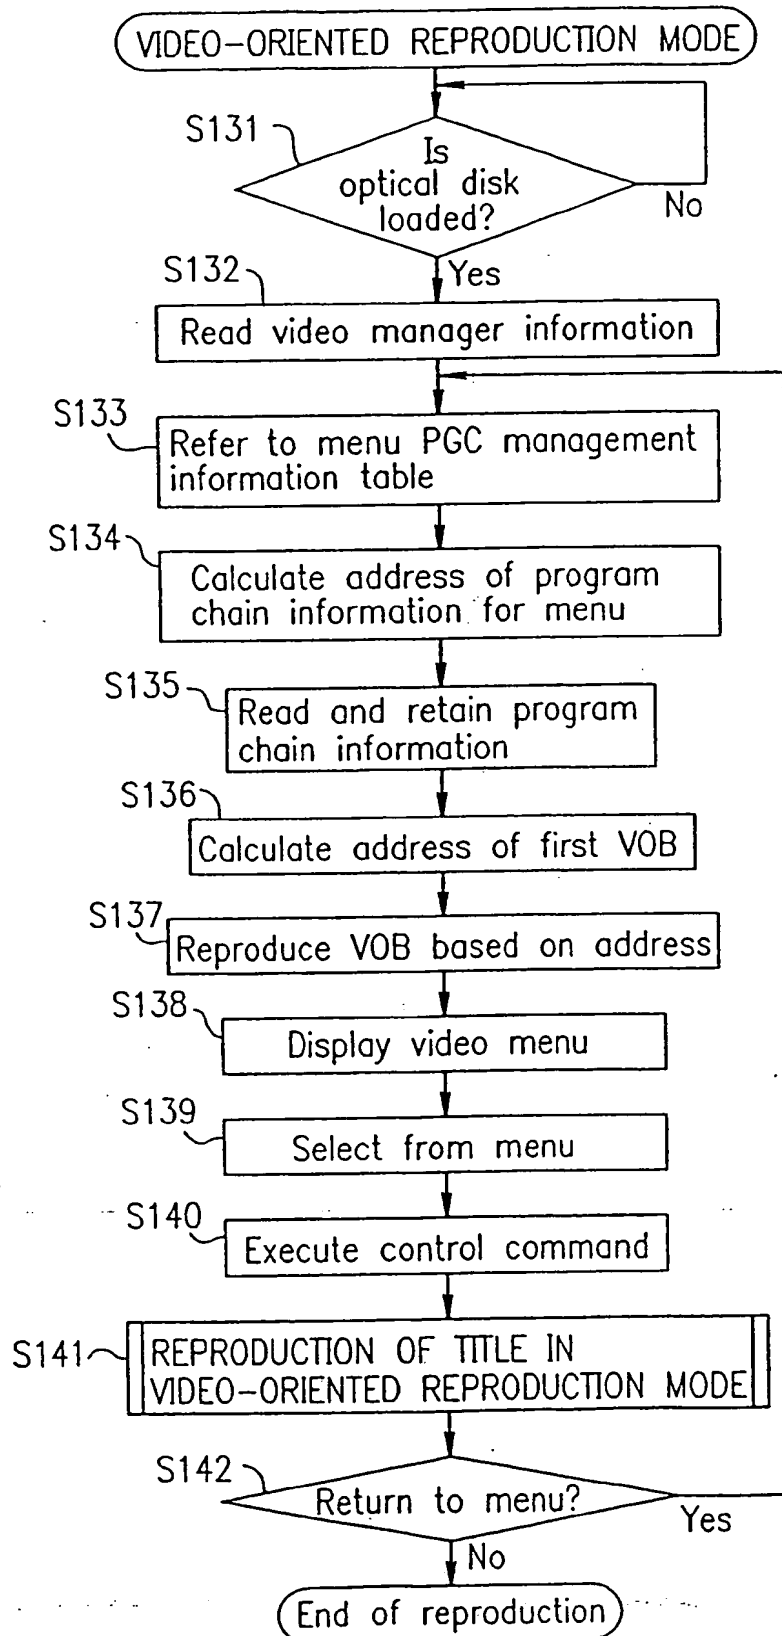 VIDEO-ORIENTED REPRODUCTION MODE
S131
Is
optical disk
loaded?
No
Yes
S132
Read video manager information
S133
Refer to menu PGC management
information table
S134
Calculate address of program
chain information for menu
S135
Read and retain program
chain information
S136
Calculate address of first VOB
S137
Reproduce VOB based on address
S138
Display video menu
S139
Select from menu
S140
Execute control command
S141
REPRODUCTION OF TITLE IN
VIDEO-ORIENTED REPRODUCTION MODE
S142
Return to menu?
Yes
No
End of reproduction